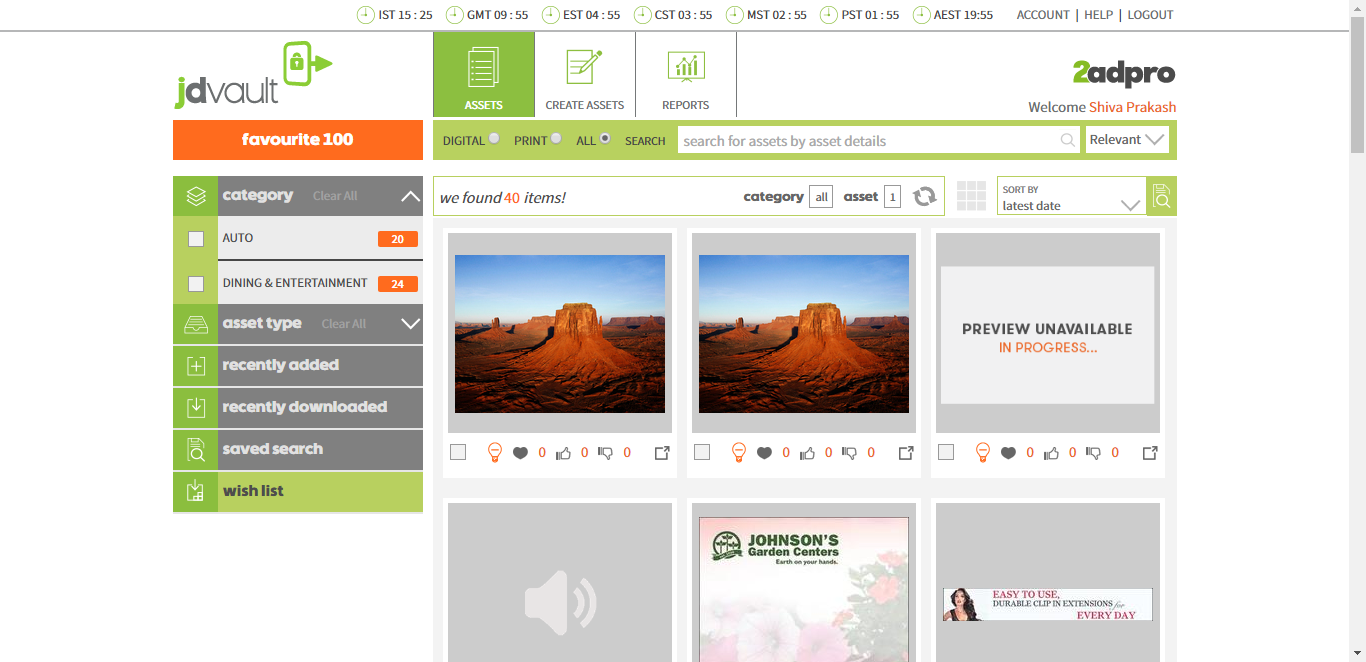 IST 15 : 25 GMT 09 : 55 EST 04 : 55 CST 03 : 55 MST 02 : 55 PST 01 : 55 AEST 19:55 ACCOUNT | HELP | LOGOUT
jdvault
ASSETS
CREATE ASSETS
REPORTS
2adpro
Welcome Shiva Prakash
favourite 100
DIGITAL PRINT ALL SEARCH search for assets by asset details Relevant
category Clear All
AUTO 20
DINING & ENTERTAINMENT 24
asset type Clear All
recently added
recently downloaded
saved search
wish list
we found 40 items! category all asset 1
SORT BY
latest date
PREVIEW UNAVAILABLE
IN PROGRESS...
0 0 0
0 0 0
0 0 0
JOHNSON'S
Garden Centers
Earth on your hands.
EASY TO USE,
DURABLE CLIP IN EXTENSIONS for
EVERY DAY